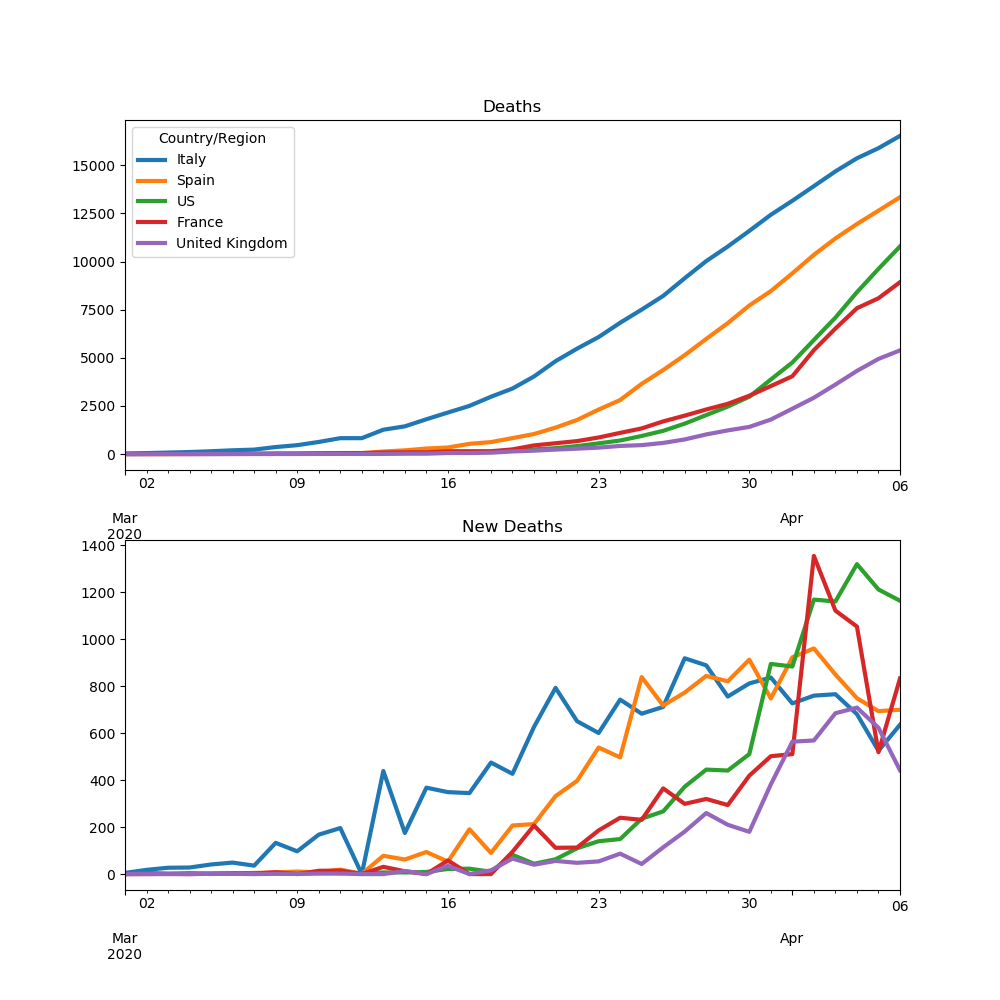 Deaths
Country/Region
Italy
Spain
US
France
United Kingdom
15000
12500
10000
7500
5000
2500
0
02 09 16 23 30 06
Mar Apr
2020
New Deaths
1400
1200
1000
800
600
400
200
0
02 09 16 23 30 06
Mar Apr
2020